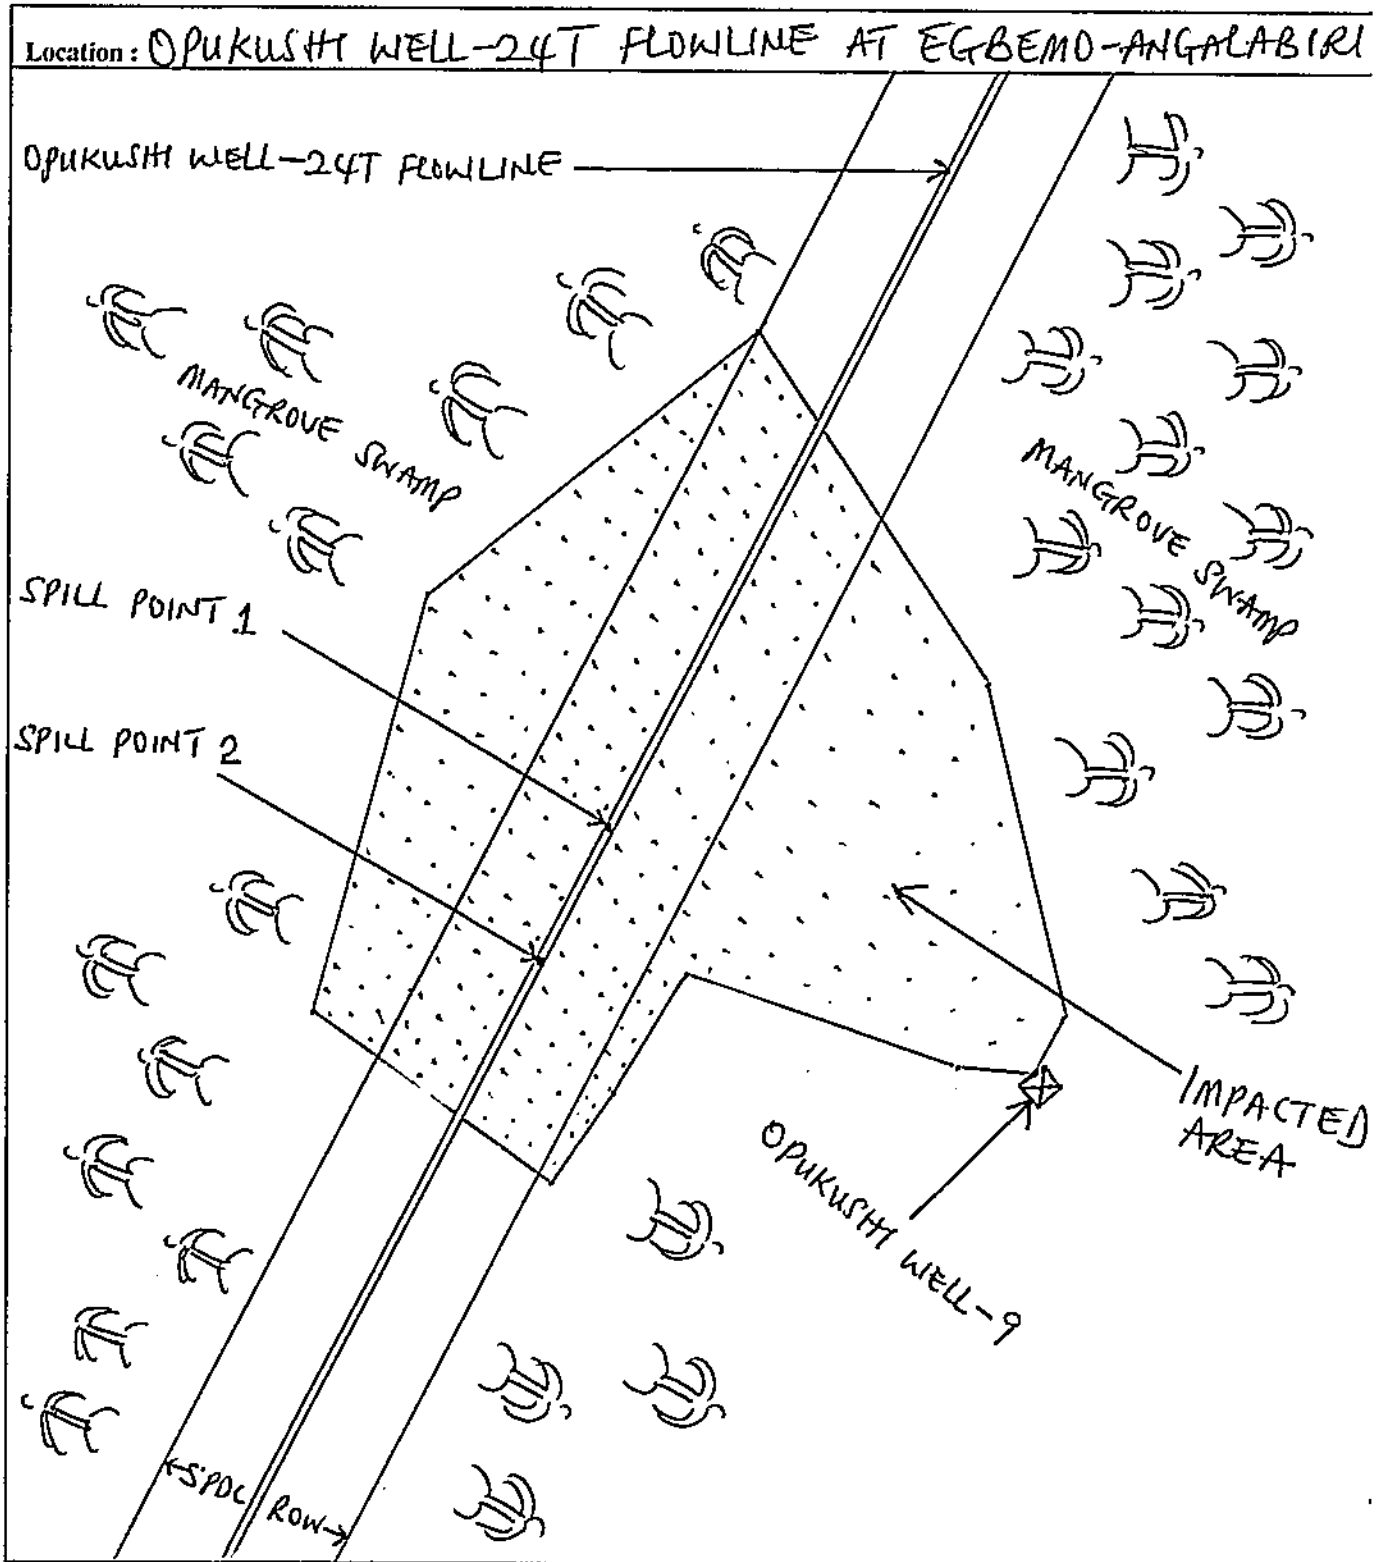 Location : OPUKUSHI WELL-24T FLOWLINE AT EGBEMO-ANGALABIRI
OPUKUSHI WELL-24T FLOWLINE
MANGROVE SWAMP
MANGROVE SWAMP
SPILL POINT 1
SPILL POINT 2
IMPACTED
AREA
OPUKUSHI WELL-9
SPDC ROW